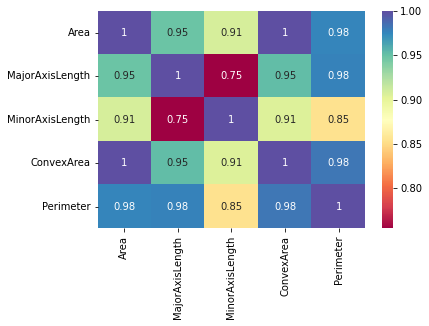 Area 1 0.95 0.91 1 0.98
MajorAxisLength 0.95 1 0.75 0.95 0.98
MinorAxisLength 0.91 0.75 1 0.91 0.85
ConvexArea 1 0.95 0.91 1 0.98
Perimeter 0.98 0.98 0.85 0.98 1
Area MajorAxisLength MinorAxisLength ConvexArea Perimeter
1.00
0.95
0.90
0.85
0.80